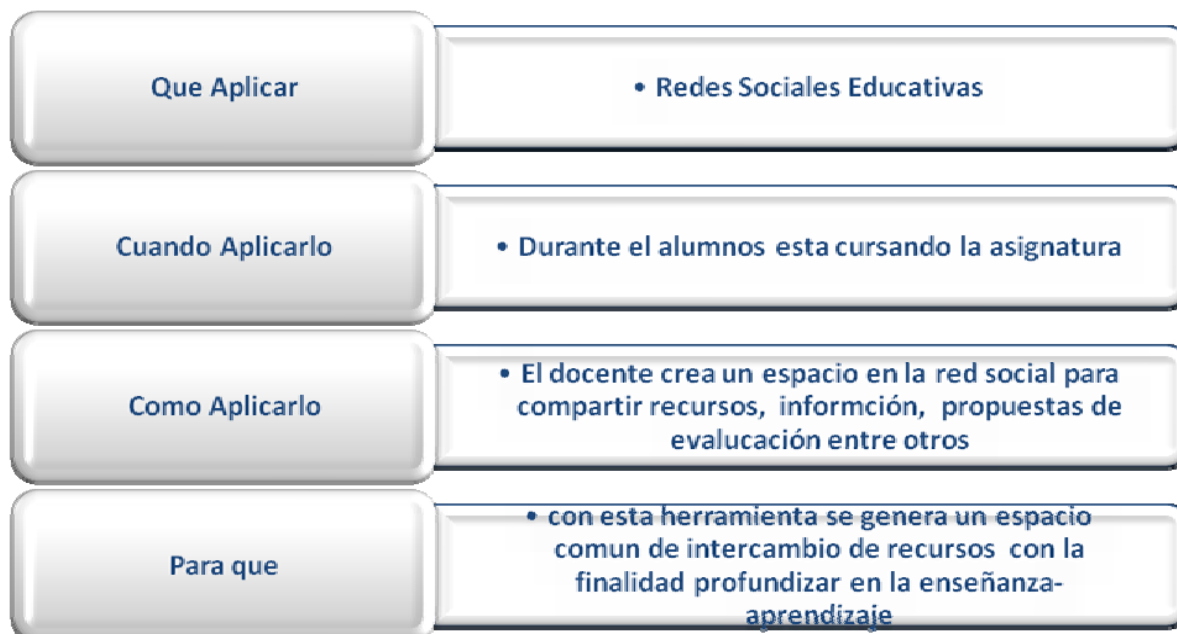 Que Aplicar
• Redes Sociales Educativas
Cuando Aplicarlo
• Durante el alumnos esta cursando la asignatura
Como Aplicarlo
• El docente crea un espacio en la red social para
compartir recursos, informción, propuestas de
evalucación entre otros
Para que
• con esta herramienta se genera un espacio
comun de intercambio de recursos con la
finalidad profundizar en la enseñanza-
aprendizaje